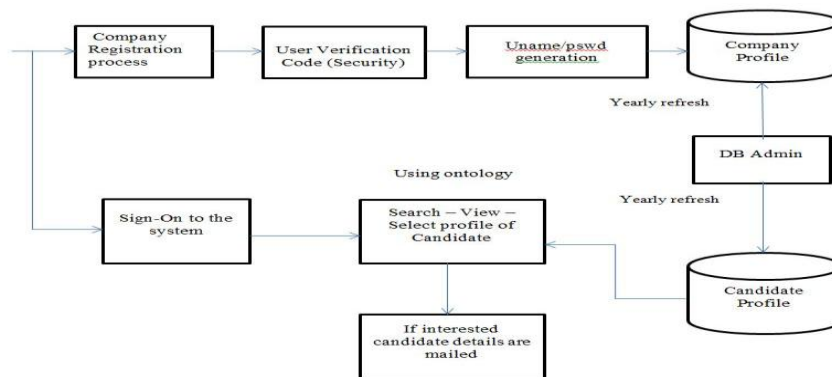 Company
Registration
process
User Verification
Code (Security)
Uname/pswd
generation
Company
Profile
Yearly refresh
DB Admin
Using ontology
Yearly refresh
Sign-On to the
system
Search – View –
Select profile of
Candidate
Candidate
Profile
If interested
candidate details are
mailed